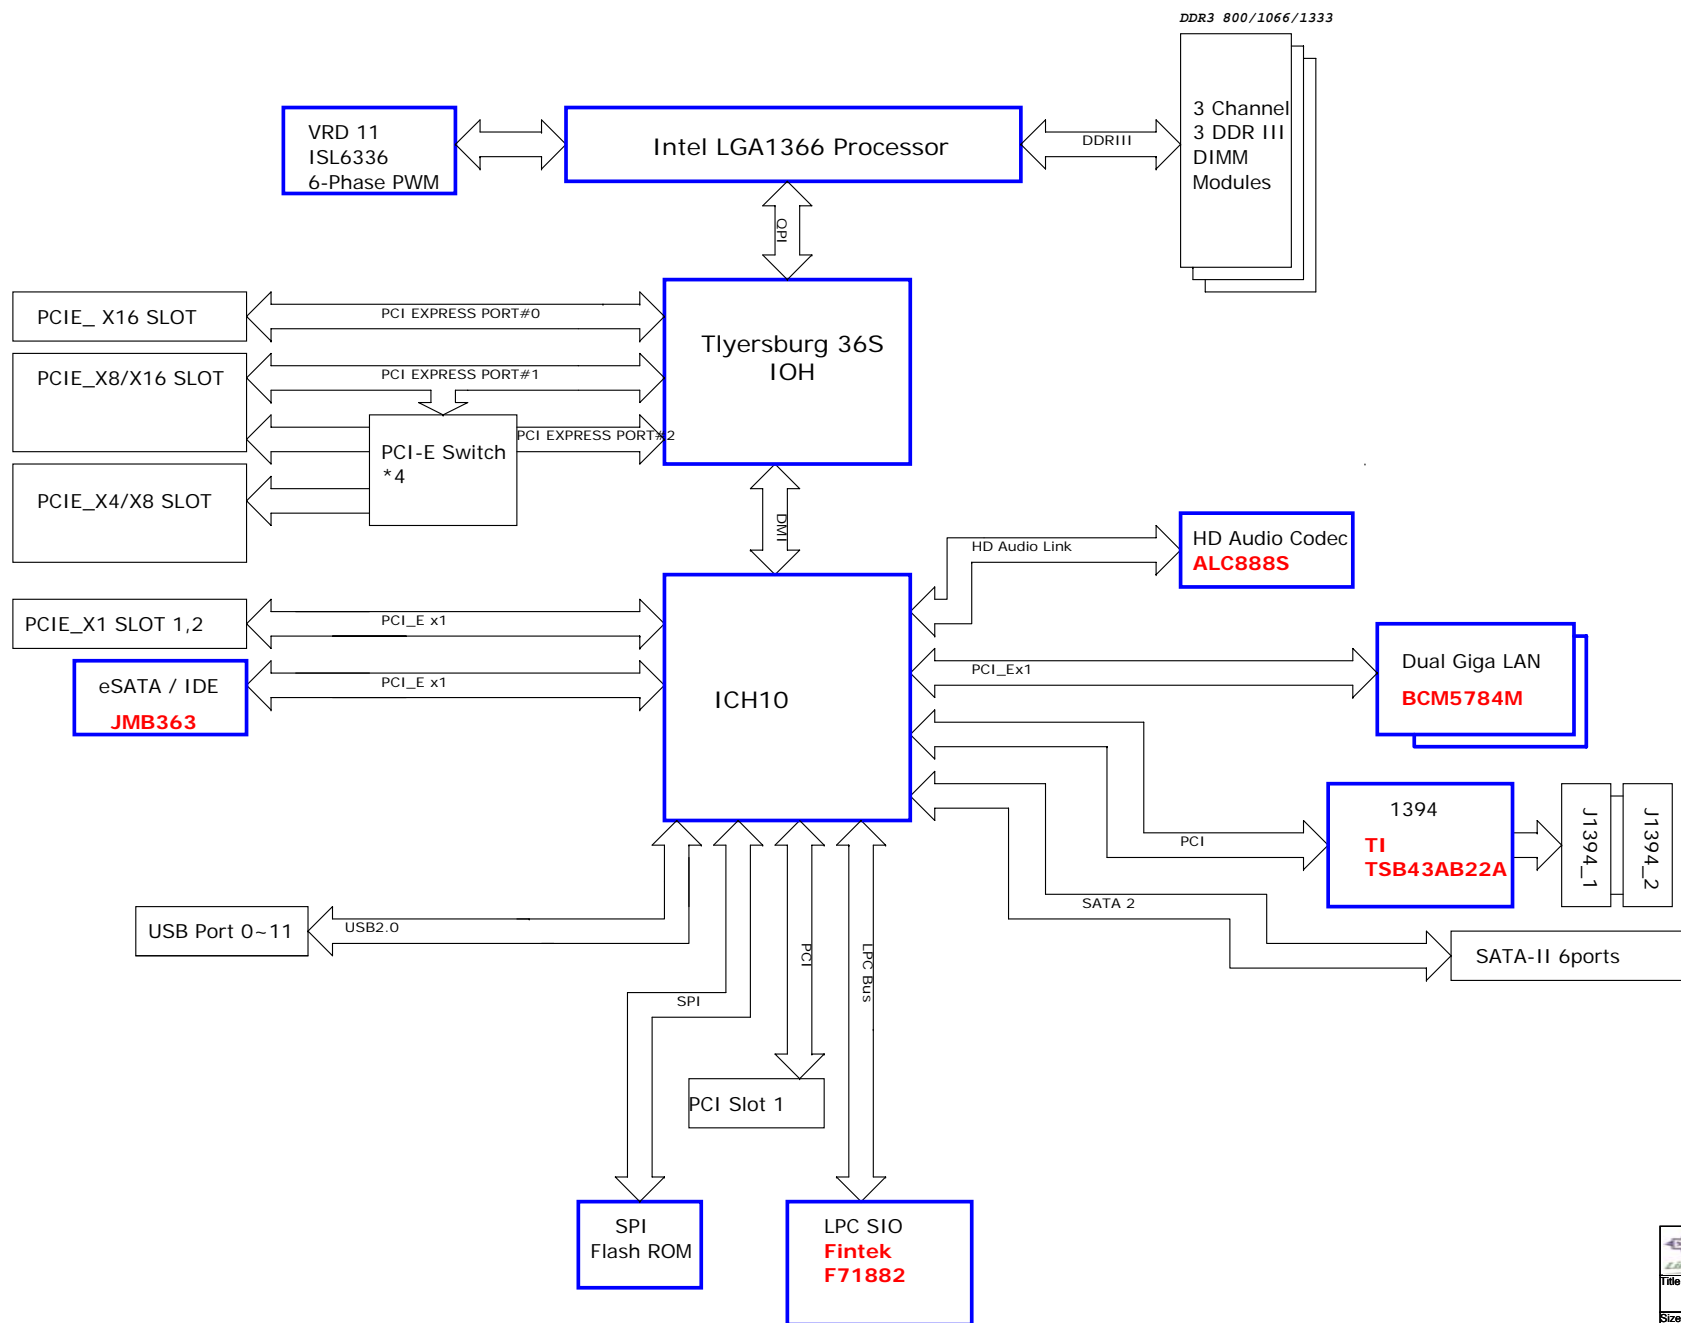 DDR3 800/1066/1333
3 Channel
3 DDR III
DIMM
Modules
VRD 11
ISL6336
6-Phase PWM
Intel LGA1366 Processor
DDRIII
QPI
PCIE_ X16 SLOT
PCI EXPRESS PORT#0
Tlyersburg 36S
IOH
PCIE_X8/X16 SLOT
PCI EXPRESS PORT#1
PCI EXPRESS PORT#2
PCI-E Switch
*4
PCIE_X4/X8 SLOT
DMI
HD Audio Link
HD Audio Codec
ALC888S
PCIE_X1 SLOT 1,2
PCI_E x1
eSATA / IDE
JMB363
PCI_E x1
ICH10
PCI_Ex1
Dual Giga LAN
BCM5784M
1394
TI
TSB43AB22A
PCI
J1394_1
J1394_2
SATA 2
SATA-II 6ports
USB Port 0~11
USB2.0
SPI
PCI
LPC Bus
PCI Slot 1
SPI
Flash ROM
LPC SIO
Fintek
F71882
Title
Size